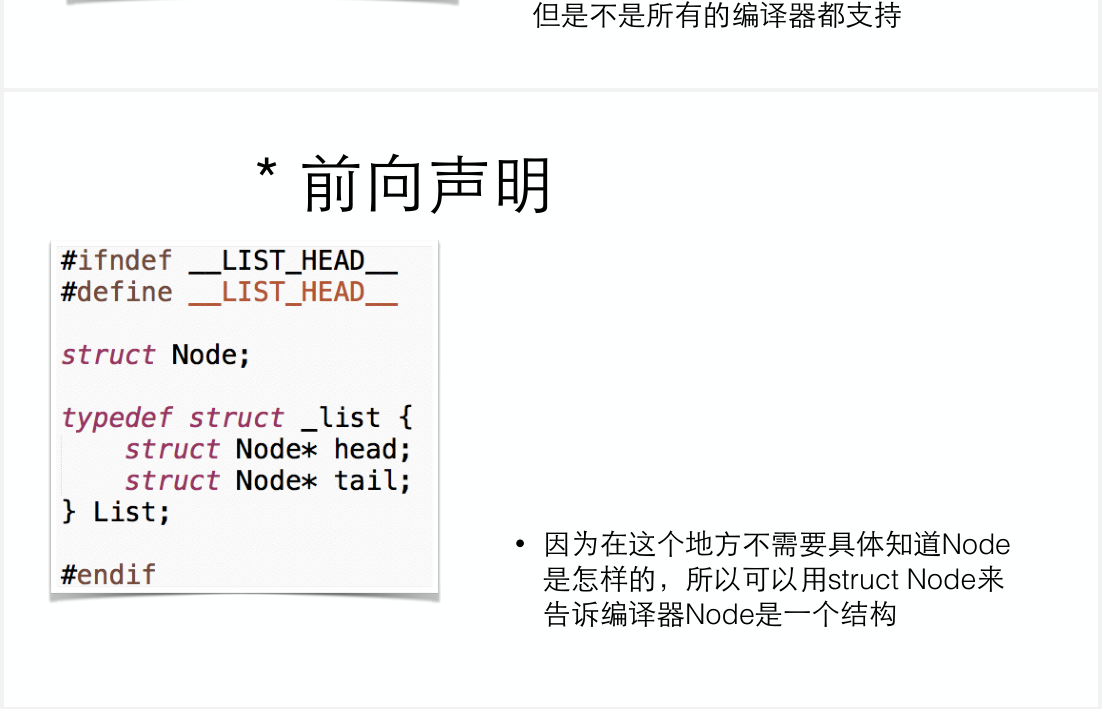 但是不是所有的编译器都支持
* 前向声明
#ifndef __LIST_HEAD__
#define __LIST_HEAD__
struct Node;
typedef struct _list {
    struct Node* head;
    struct Node* tail;
} List;
#endif
• 因为在这个地方不需要具体知道Node
是怎样的，所以可以用struct Node来
告诉编译器Node是一个结构